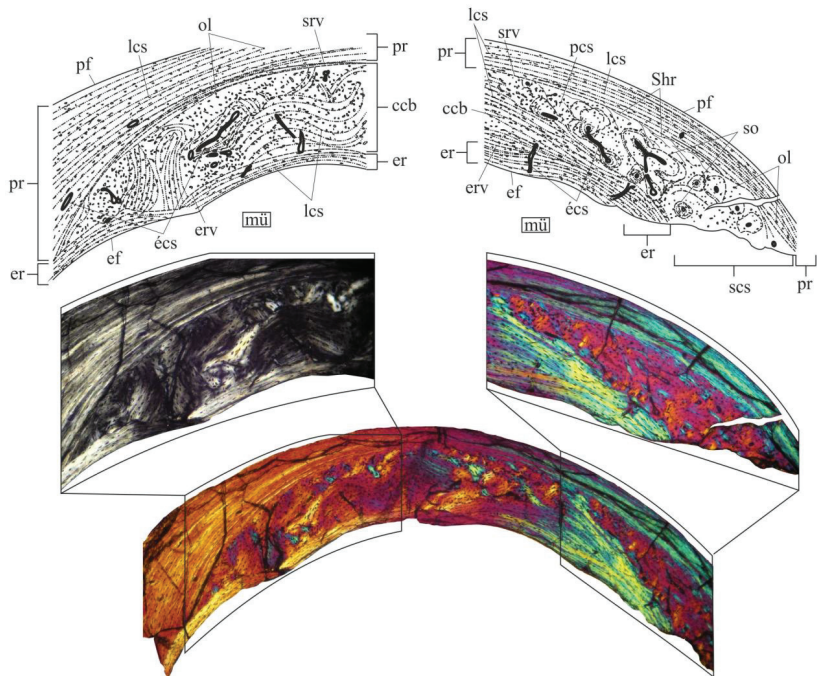 srv
ol
lcs
pf
pr
ccb
er
pr
er
ef
écs
erv
mü
lcs
lcs
srv
pcs
lcs
Shr
pf
so
ol
pr
ccb
er
erv
ef
écs
mü
er
scs
pr